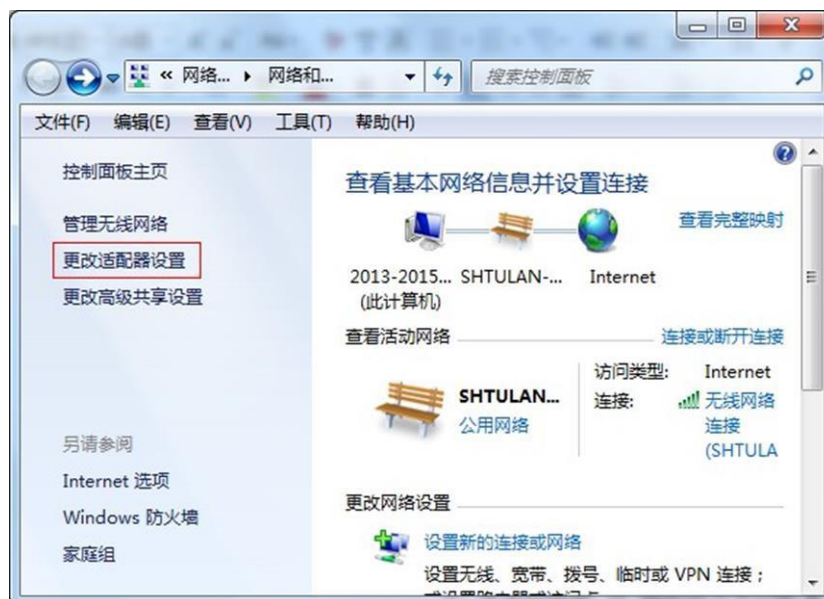 « 网络... ▸ 网络和...
搜索控制面板
文件(F) 编辑(E) 查看(V) 工具(T) 帮助(H)
控制面板主页
管理无线网络
更改适配器设置
更改高级共享设置
另请参阅
Internet 选项
Windows 防火墙
家庭组
查看基本网络信息并设置连接
查看完整映射
2013-2015... SHTULAN-... Internet
(此计算机)
查看活动网络 连接或断开连接
SHTULAN...
公用网络
访问类型: Internet
连接: 无线网络
连接
(SHTULA
更改网络设置
设置新的连接或网络
设置无线、宽带、拨号、临时或 VPN 连接；